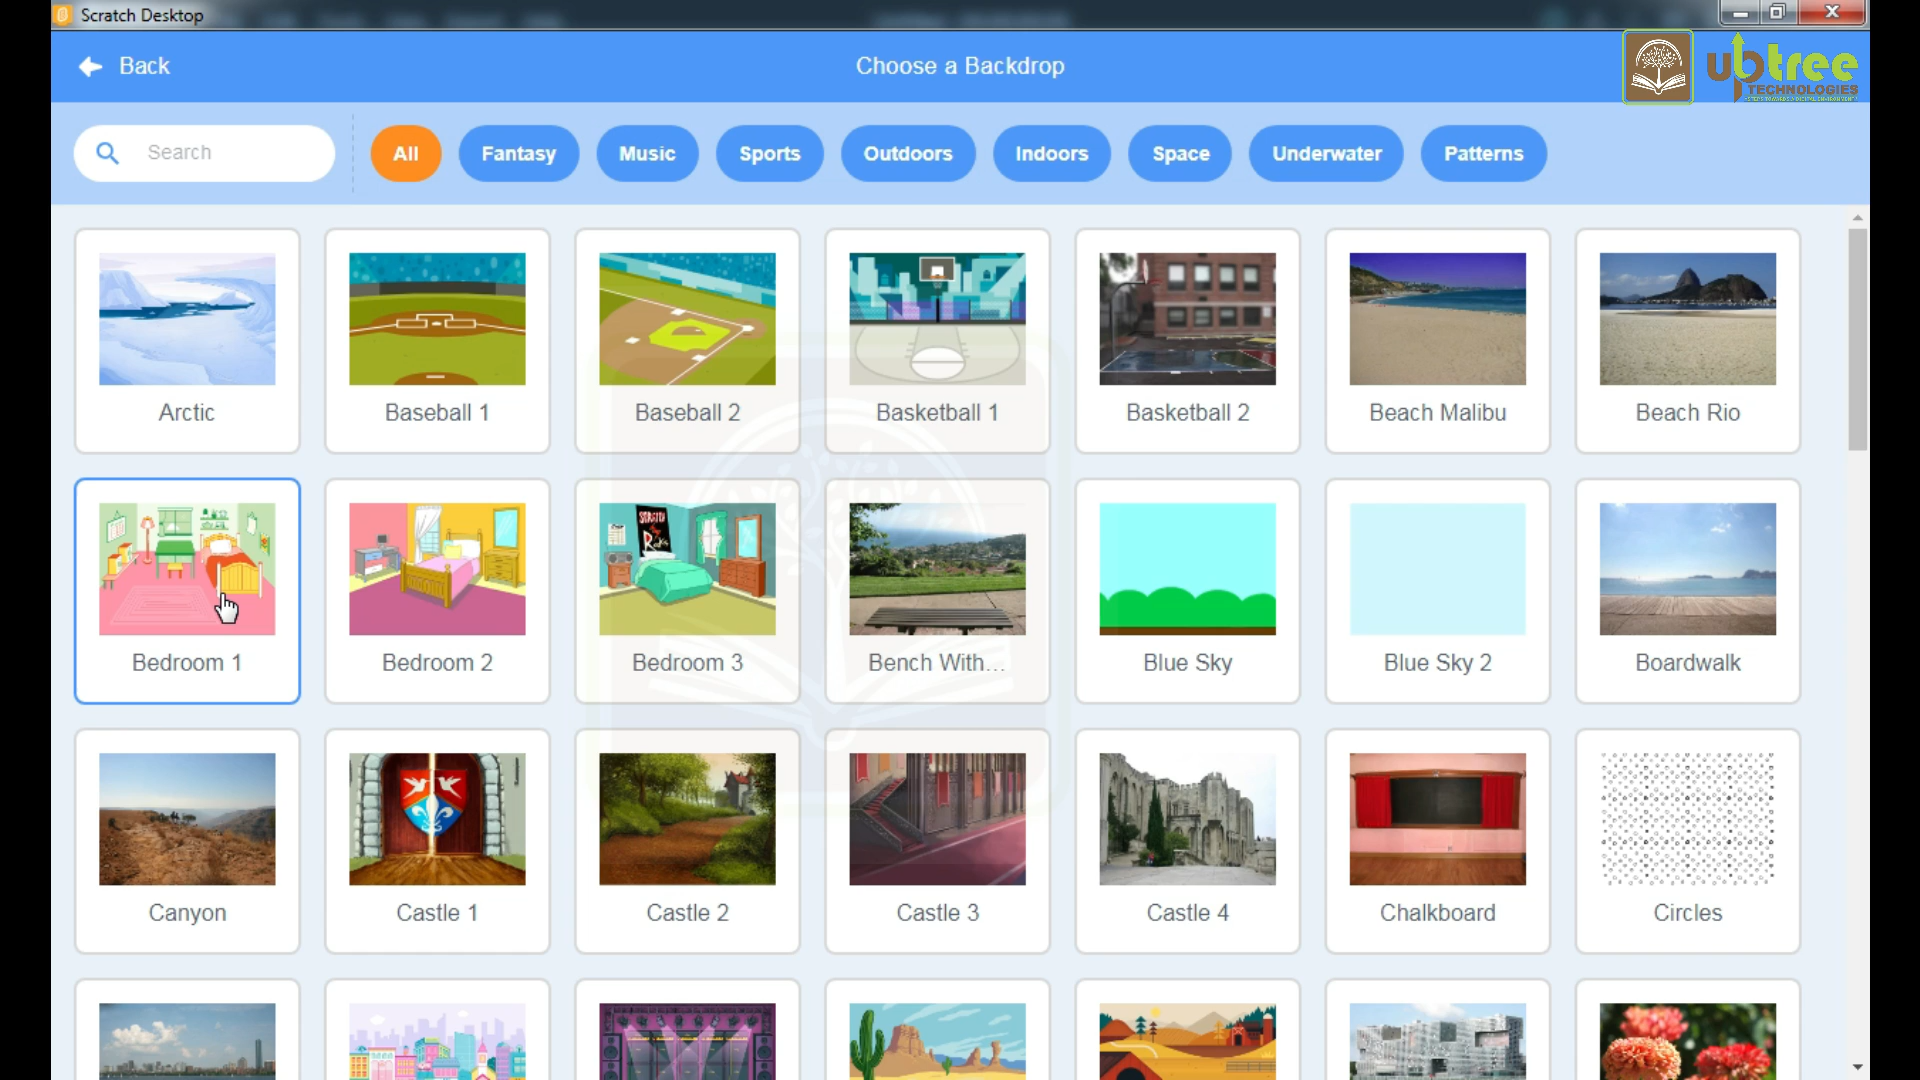 Scratch Desktop
Back
Choose a Backdrop
uptree
TECHNOLOGIES
Search
All
Fantasy
Music
Sports
Outdoors
Indoors
Space
Underwater
Patterns
Arctic
Baseball 1
Baseball 2
Basketball 1
Basketball 2
Beach Malibu
Beach Rio
Bedroom 1
Bedroom 2
Bedroom 3
Bench With...
Blue Sky
Blue Sky 2
Boardwalk
Canyon
Castle 1
Castle 2
Castle 3
Castle 4
Chalkboard
Circles